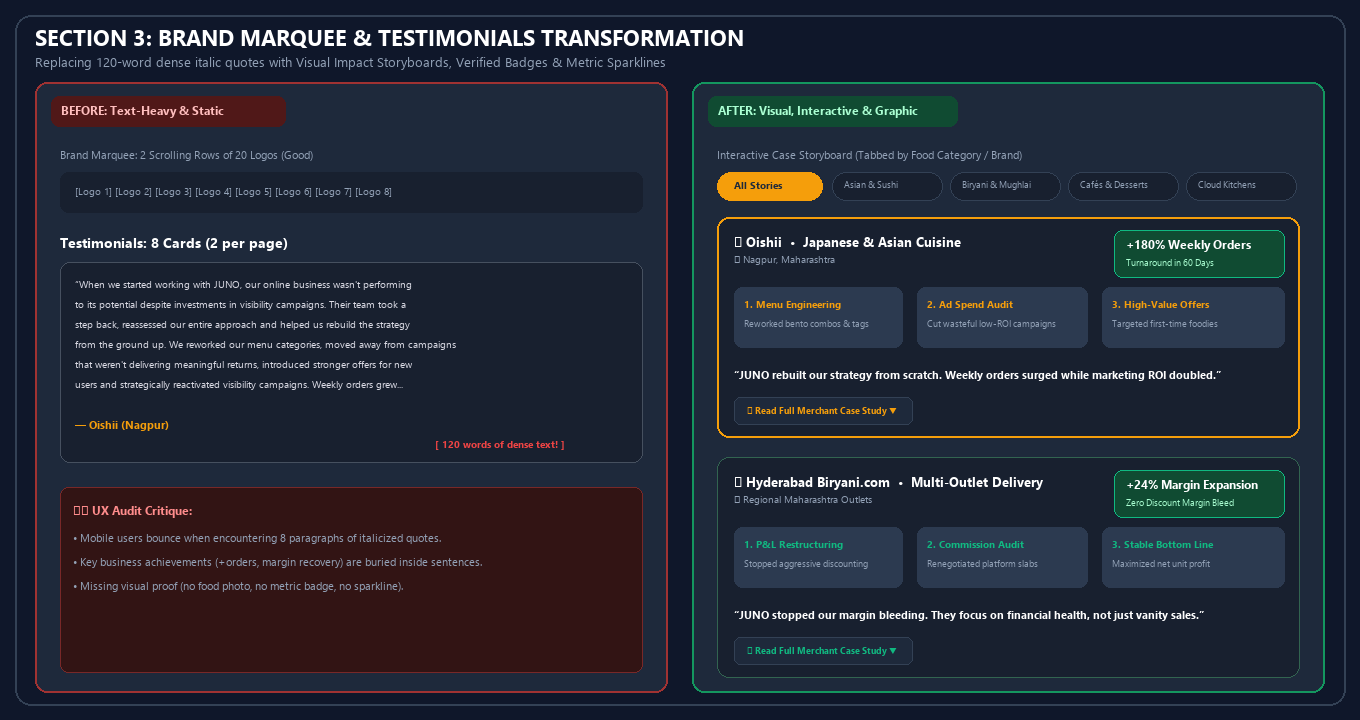 SECTION 3: BRAND MARQUEE & TESTIMONIALS TRANSFORMATION
Replacing 120-word dense italic quotes with Visual Impact Storyboards, Verified Badges & Metric Sparklines
BEFORE: Text-Heavy & Static
Brand Marquee: 2 Scrolling Rows of 20 Logos (Good)
[Logo 1] [Logo 2] [Logo 3] [Logo 4] [Logo 5] [Logo 6] [Logo 7] [Logo 8]
Testimonials: 8 Cards (2 per page)
"When we started working with JUNO, our online business wasn't performing
to its potential despite investments in visibility campaigns. Their team took a
step back, reassessed our entire approach and helped us rebuild the strategy
from the ground up. We reworked our menu categories, moved away from campaigns
that weren't delivering meaningful returns, introduced stronger offers for new
users and strategically reactivated visibility campaigns. Weekly orders grew...
— Oishii (Nagpur)
[ 120 words of dense text! ]
UX Audit Critique:
• Mobile users bounce when encountering 8 paragraphs of italicized quotes.
• Key business achievements (+orders, margin recovery) are buried inside sentences.
• Missing visual proof (no food photo, no metric badge, no sparkline).
AFTER: Visual, Interactive & Graphic
Interactive Case Storyboard (Tabbed by Food Category / Brand)
All Stories
Asian & Sushi
Biryani & Mughlai
Cafés & Desserts
Cloud Kitchens
Oishii • Japanese & Asian Cuisine
Nagpur, Maharashtra
+180% Weekly Orders
Turnaround in 60 Days
1. Menu Engineering
Reworked bento combos & tags
2. Ad Spend Audit
Cut wasteful low-ROI campaigns
3. High-Value Offers
Targeted first-time foodies
"JUNO rebuilt our strategy from scratch. Weekly orders surged while marketing ROI doubled."
Read Full Merchant Case Study ▼
Hyderabad Biryani.com • Multi-Outlet Delivery
Regional Maharashtra Outlets
+24% Margin Expansion
Zero Discount Margin Bleed
1. P&L Restructuring
Stopped aggressive discounting
2. Commission Audit
Renegotiated platform slabs
3. Stable Bottom Line
Maximized net unit profit
"JUNO stopped our margin bleeding. They focus on financial health, not just vanity sales."
Read Full Merchant Case Study ▼